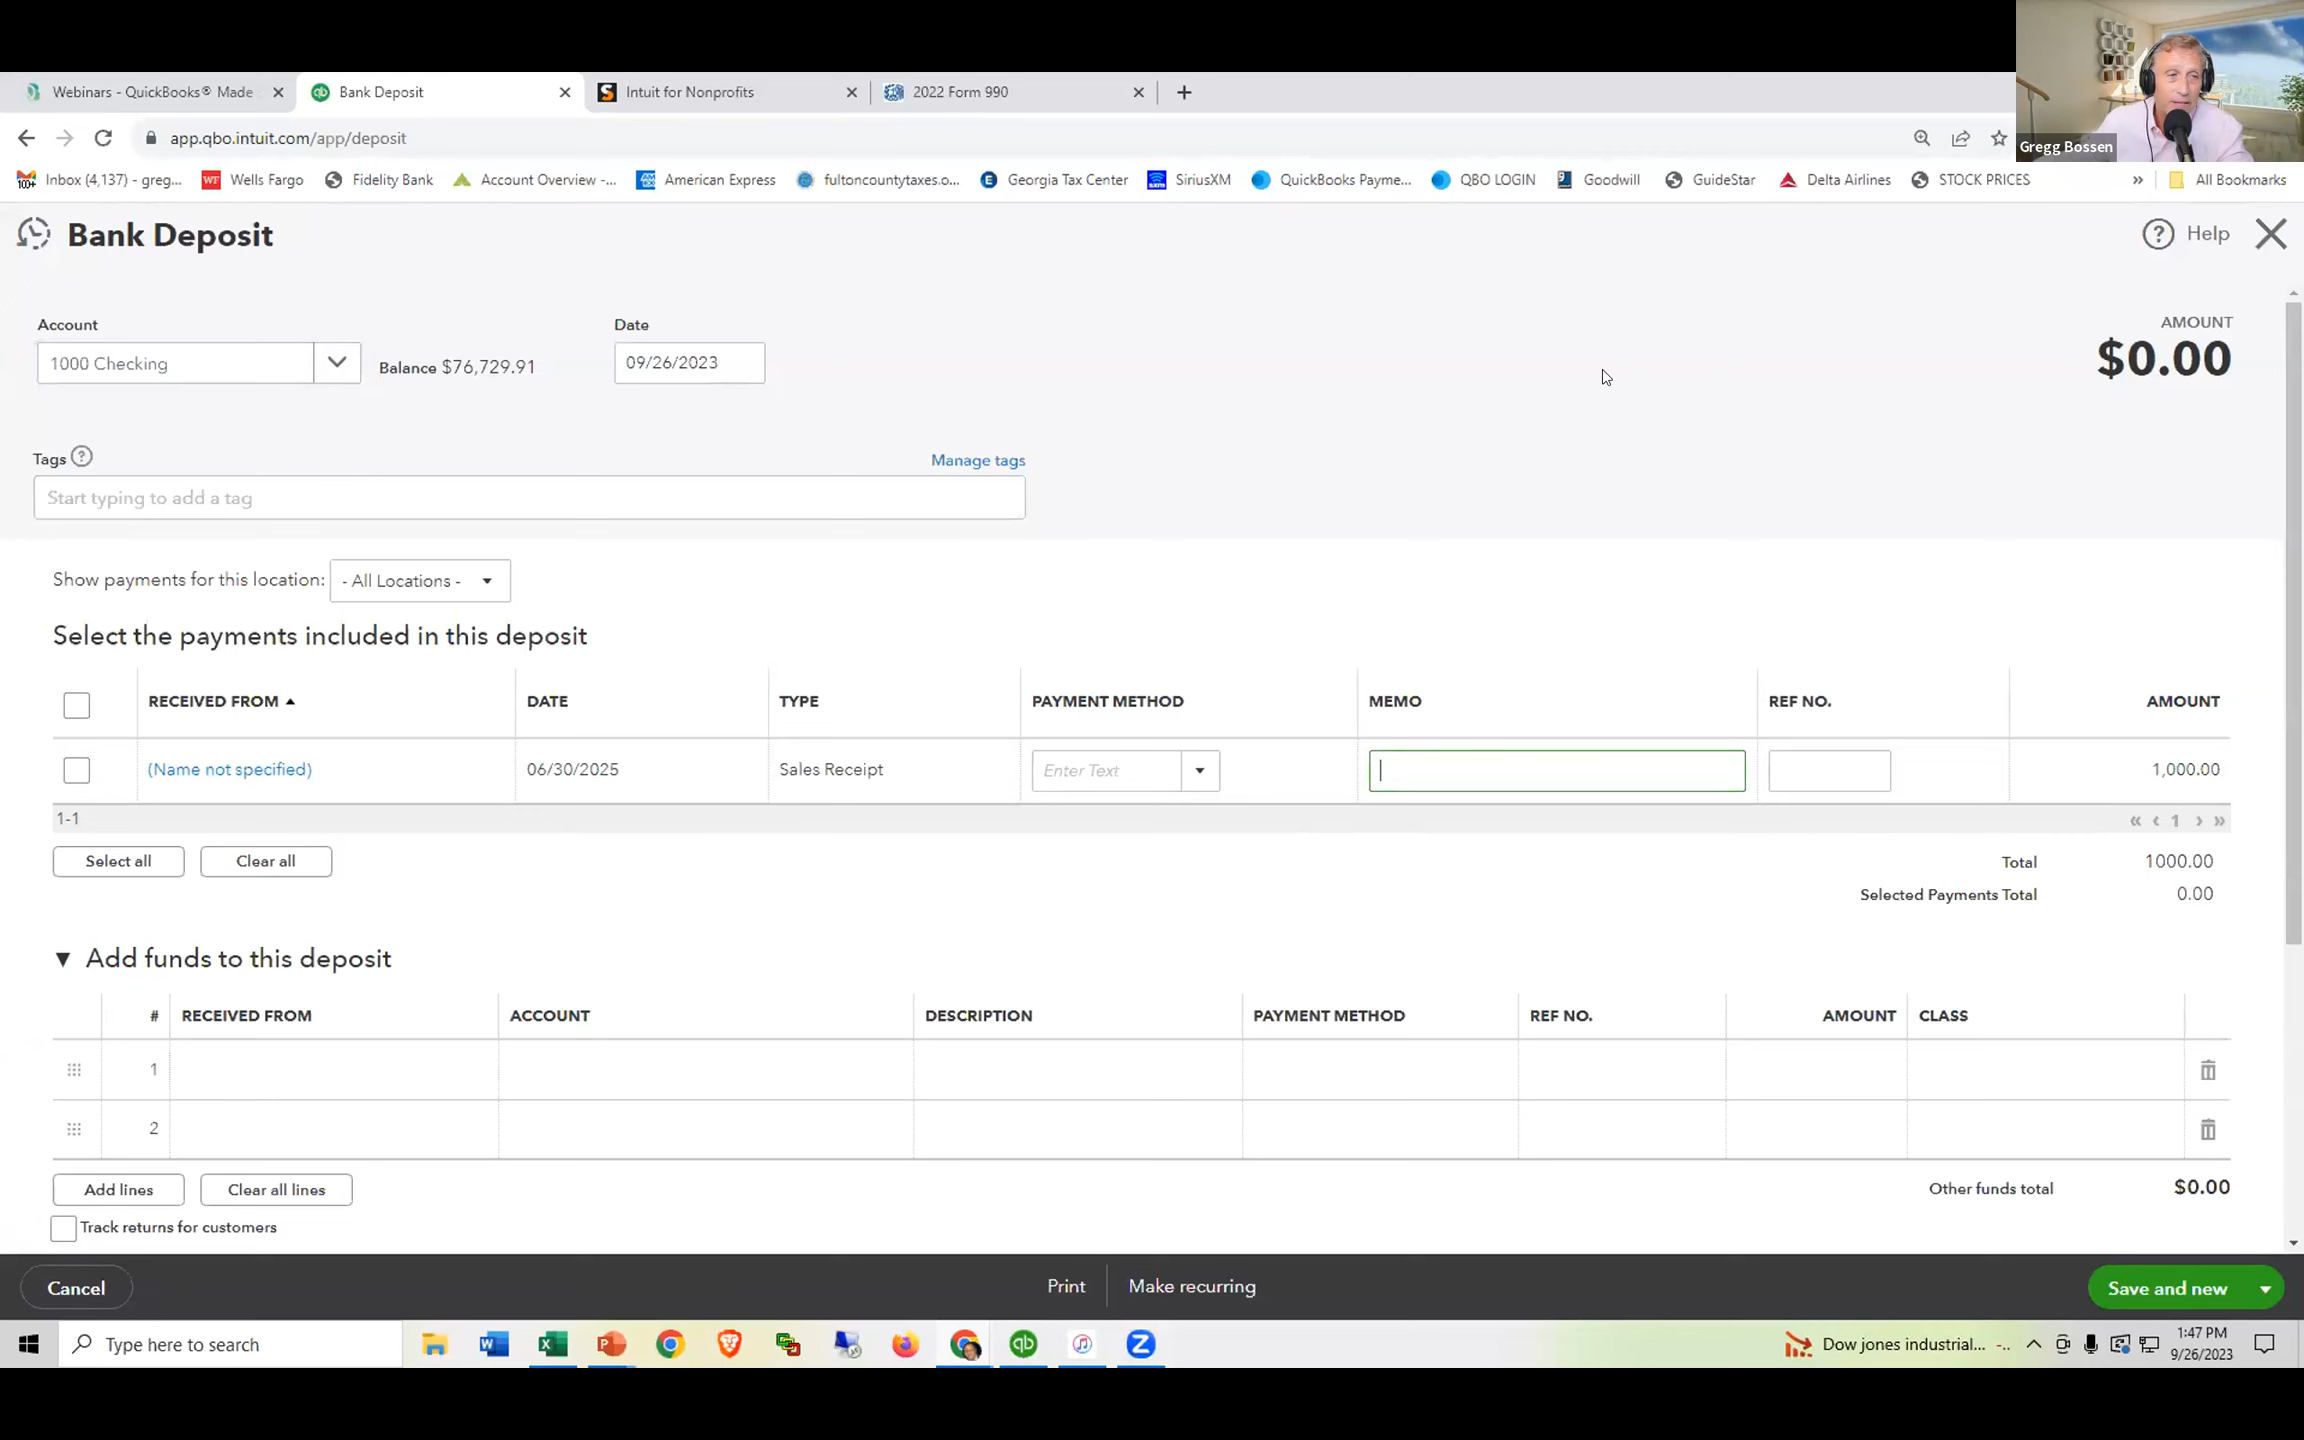 Webinars - QuickBooks® Made
Bank Deposit
Intuit for Nonprofits
2022 Form 990
app.qbo.intuit.com/app/deposit
Gregg Bossen
100+ Inbox (4,137) - greg...
WF Wells Fargo
Fidelity Bank
Account Overview -...
American Express
fultoncountytaxes.o...
Georgia Tax Center
SiriusXM
QuickBooks Payme...
QBO LOGIN
Goodwill
GuideStar
Delta Airlines
STOCK PRICES
»
All Bookmarks
Bank Deposit
? Help
Account
1000 Checking
Balance $76,729.91
Date
09/26/2023
AMOUNT
$0.00
Tags ?
Manage tags
Start typing to add a tag
Show payments for this location: - All Locations -
Select the payments included in this deposit
RECEIVED FROM DATE TYPE PAYMENT METHOD MEMO REF NO. AMOUNT
(Name not specified) 06/30/2025 Sales Receipt Enter Text 1,000.00
1-1 « ‹ 1 › »
Select all Clear all
Total 1000.00
Selected Payments Total 0.00
Add funds to this deposit
# RECEIVED FROM ACCOUNT DESCRIPTION PAYMENT METHOD REF NO. AMOUNT CLASS
1
2
Add lines Clear all lines
Other funds total $0.00
Track returns for customers
Cancel
Print
Make recurring
Save and new
Type here to search
Dow jones industrial... -..
1:47 PM
9/26/2023